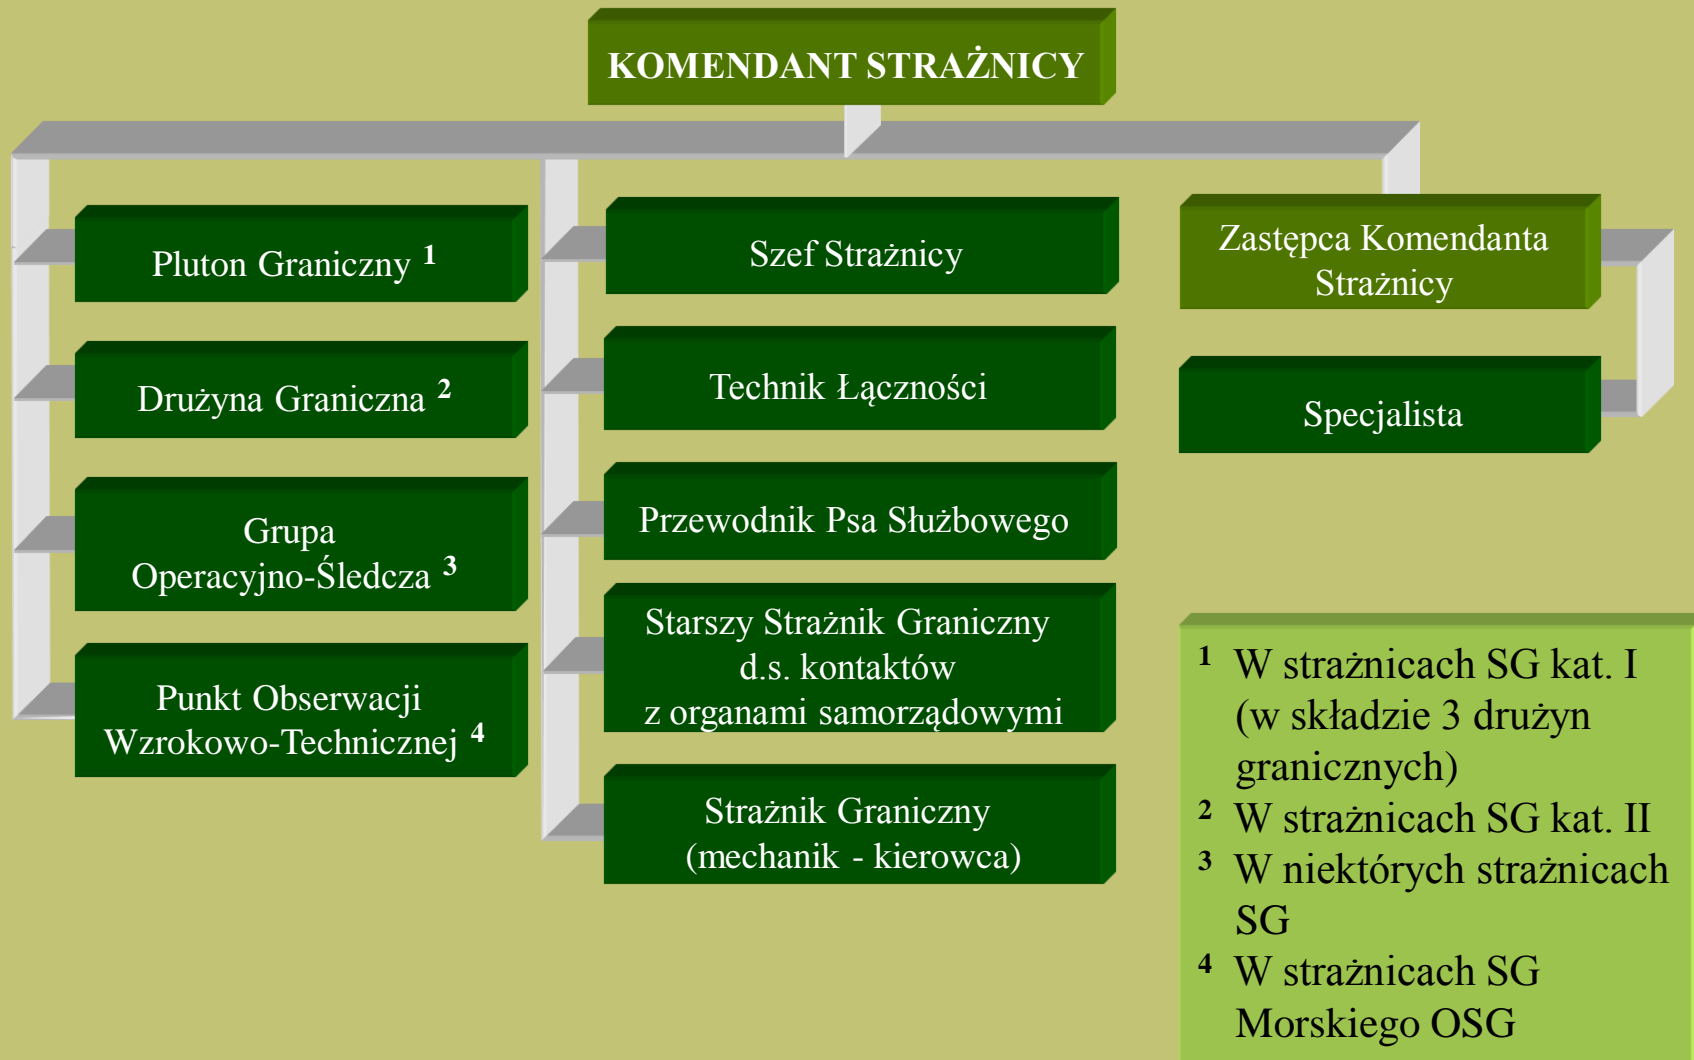 KOMENDANT STRAŻNICY
Pluton Graniczny 1
Drużyna Graniczna 2
Grupa
Operacyjno-Śledcza 3
Punkt Obserwacji
Wzrokowo-Technicznej 4
Szef Strażnicy
Technik Łączności
Przewodnik Psa Służbowego
Starszy Strażnik Graniczny
d.s. kontaktów
z organami samorządowymi
Strażnik Graniczny
(mechanik - kierowca)
Zastępca Komendanta
Strażnicy
Specjalista
1 W strażnicach SG kat. I
(w składzie 3 drużyn
granicznych)
2 W strażnicach SG kat. II
3 W niektórych strażnicach
SG
4 W strażnicach SG
Morskiego OSG